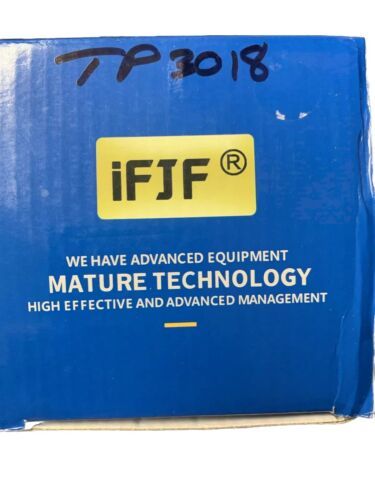 TP3018
iFJF ®
WE HAVE ADVANCED EQUIPMENT
MATURE TECHNOLOGY
HIGH EFFECTIVE AND ADVANCED MANAGEMENT